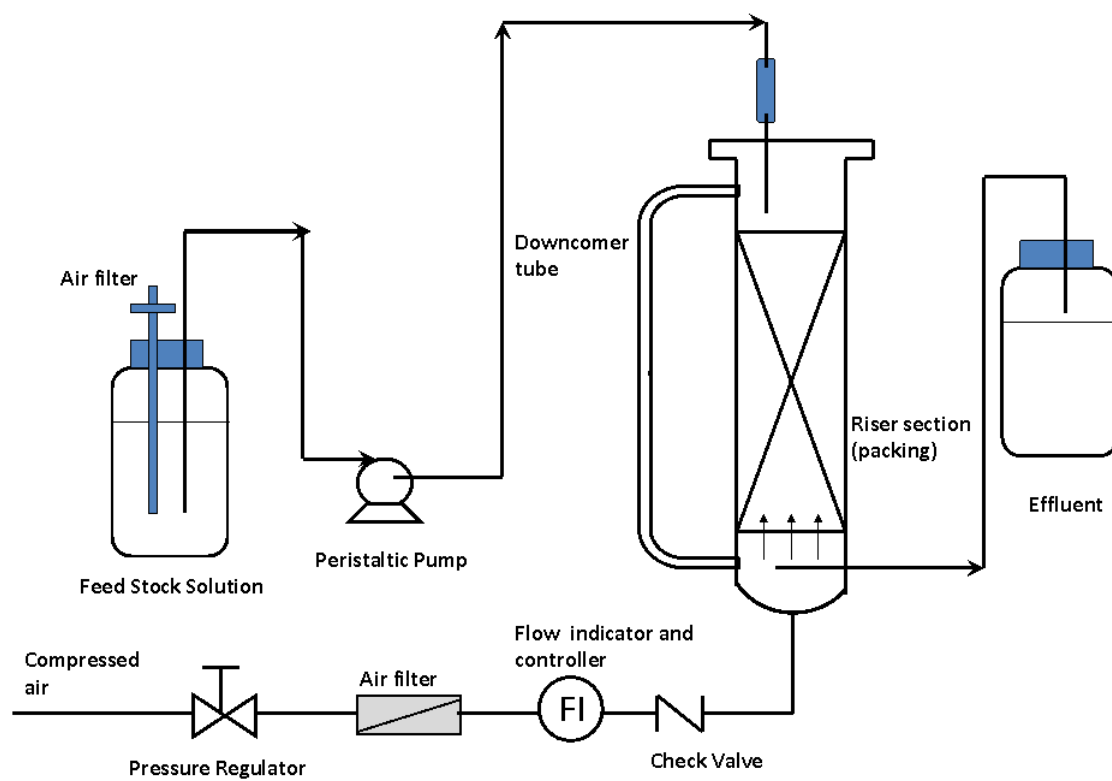 Downcomer
tube
Air filter
Riser section
(packing)
Effluent
Peristaltic Pump
Feed Stock Solution
Flow  indicator and
controller
Compressed
air
Air filter
FI
Check Valve
Pressure Regulator